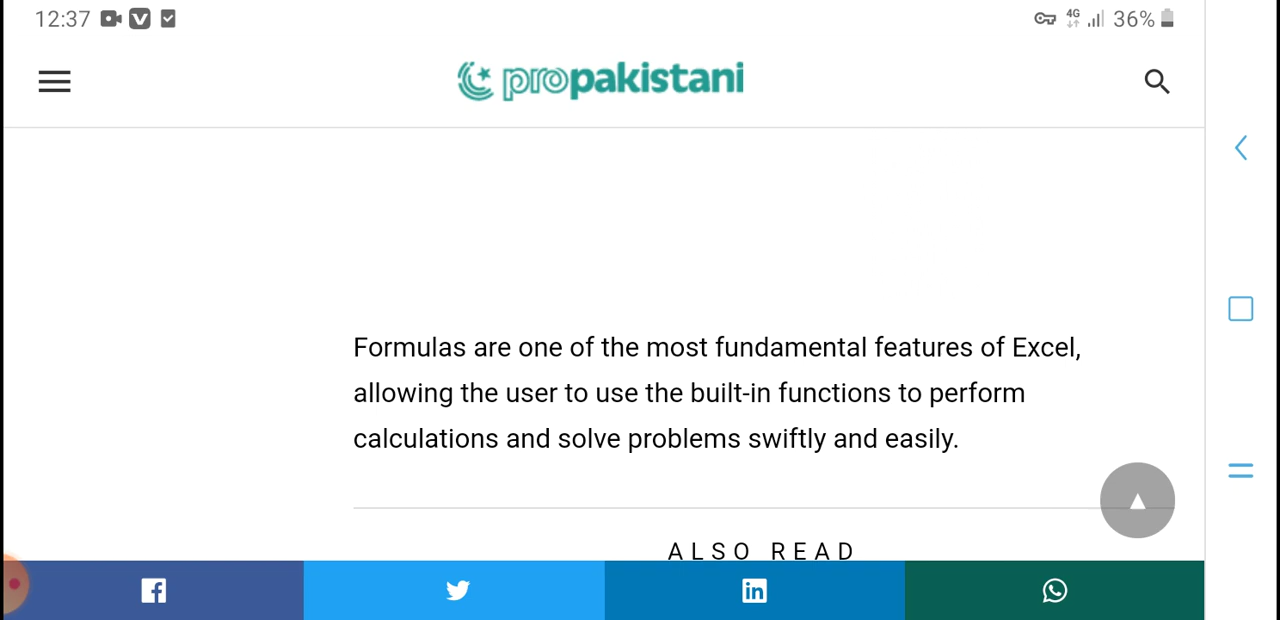 12:37
4G
36%
propakistani
Formulas are one of the most fundamental features of Excel,
allowing the user to use the built-in functions to perform
calculations and solve problems swiftly and easily.
ALSO READ